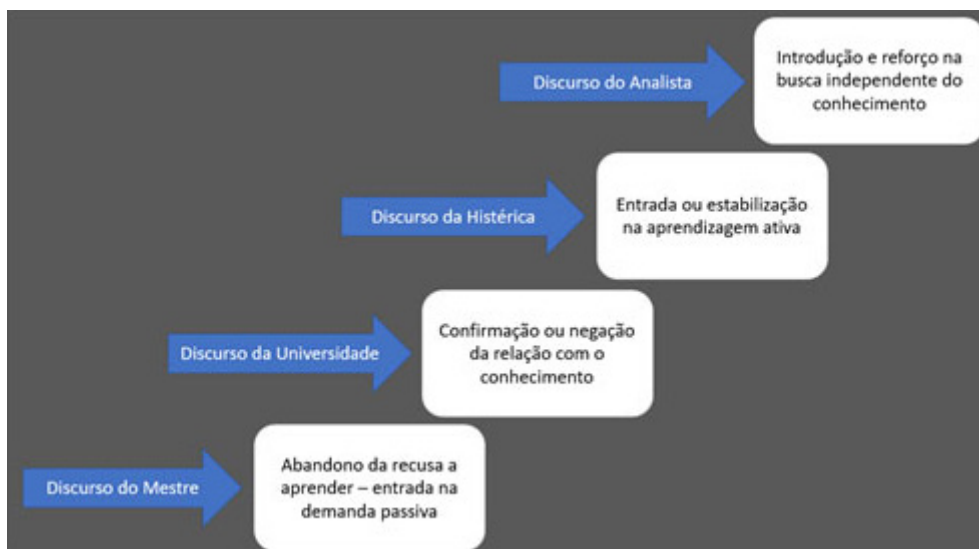 Discurso do Analista
Introdução e reforço na
busca independente do
conhecimento
Discurso da Histérica
Entrada ou estabilização
na aprendizagem ativa
Discurso da Universidade
Confirmação ou negação
da relação com o
conhecimento
Discurso do Mestre
Abandono da recusa a
aprender – entrada na
demanda passiva